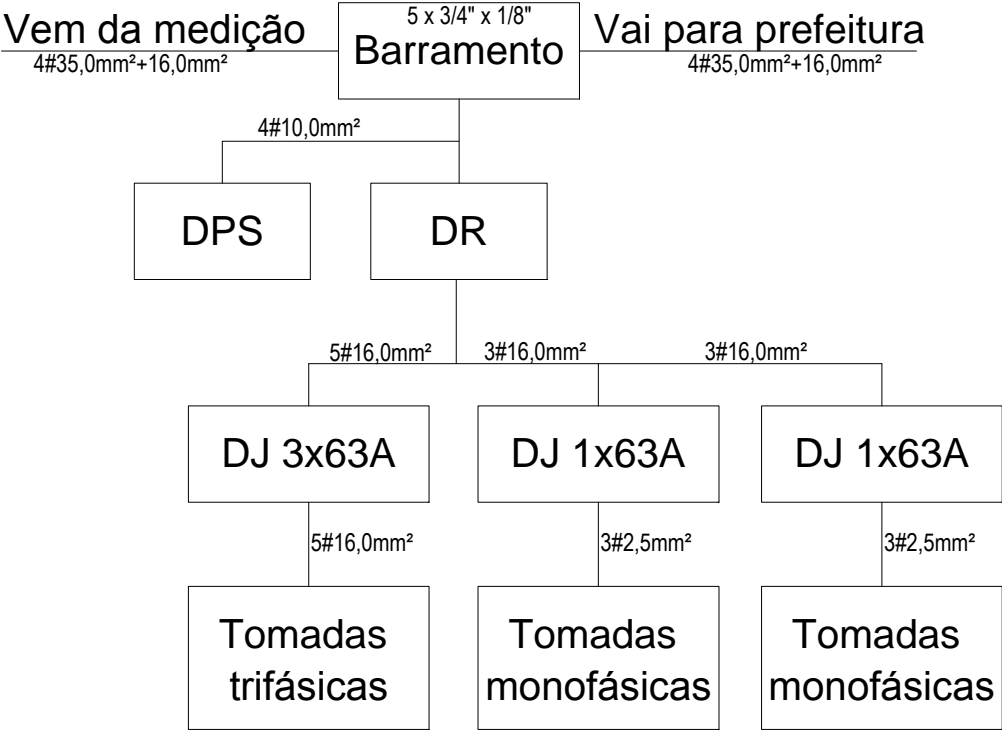 Vem da medição
4#35,0mm²+16,0mm²
5 x 3/4" x 1/8"
Barramento
Vai para prefeitura
4#35,0mm²+16,0mm²
4#10,0mm²
DPS
DR
5#16,0mm²
3#16,0mm²
3#16,0mm²
DJ 3x63A
DJ 1x63A
DJ 1x63A
5#16,0mm²
3#2,5mm²
3#2,5mm²
Tomadas
trifásicas
Tomadas
monofásicas
Tomadas
monofásicas